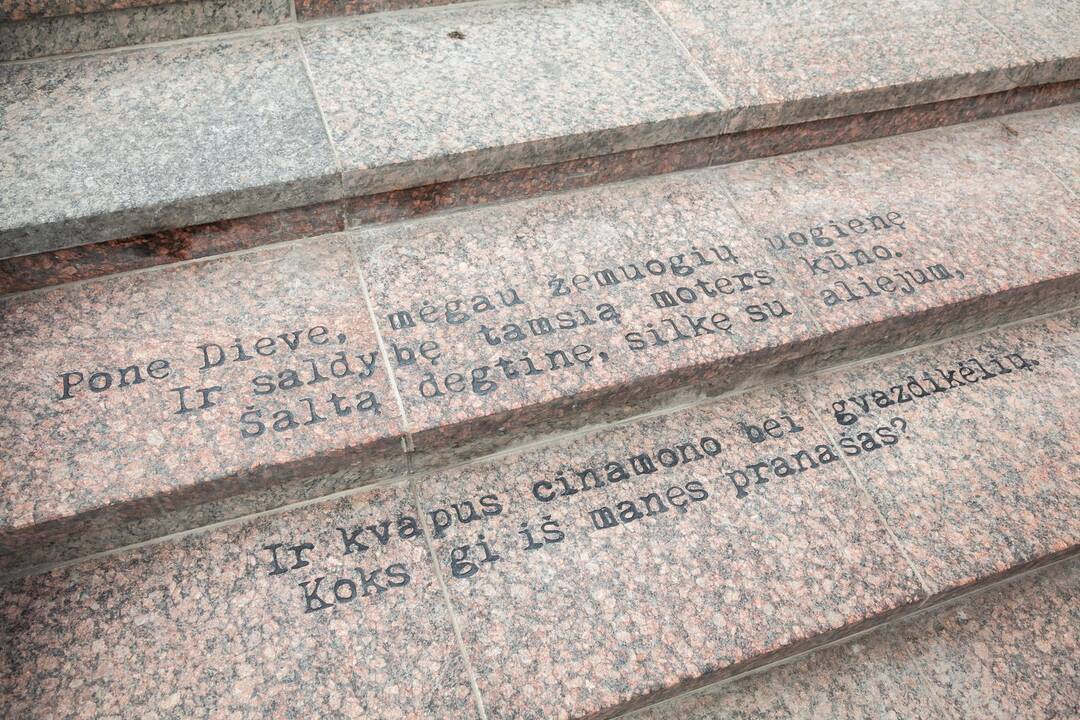 Pone Dieve, mėgau žemuogių uogienę
Ir saldybę tamsią moters kūno.
Šaltą degtinę, silkę su aliejum,
Ir kvapus cinamono bei gvazdikėlių.
Koks gi iš manęs pranašas?